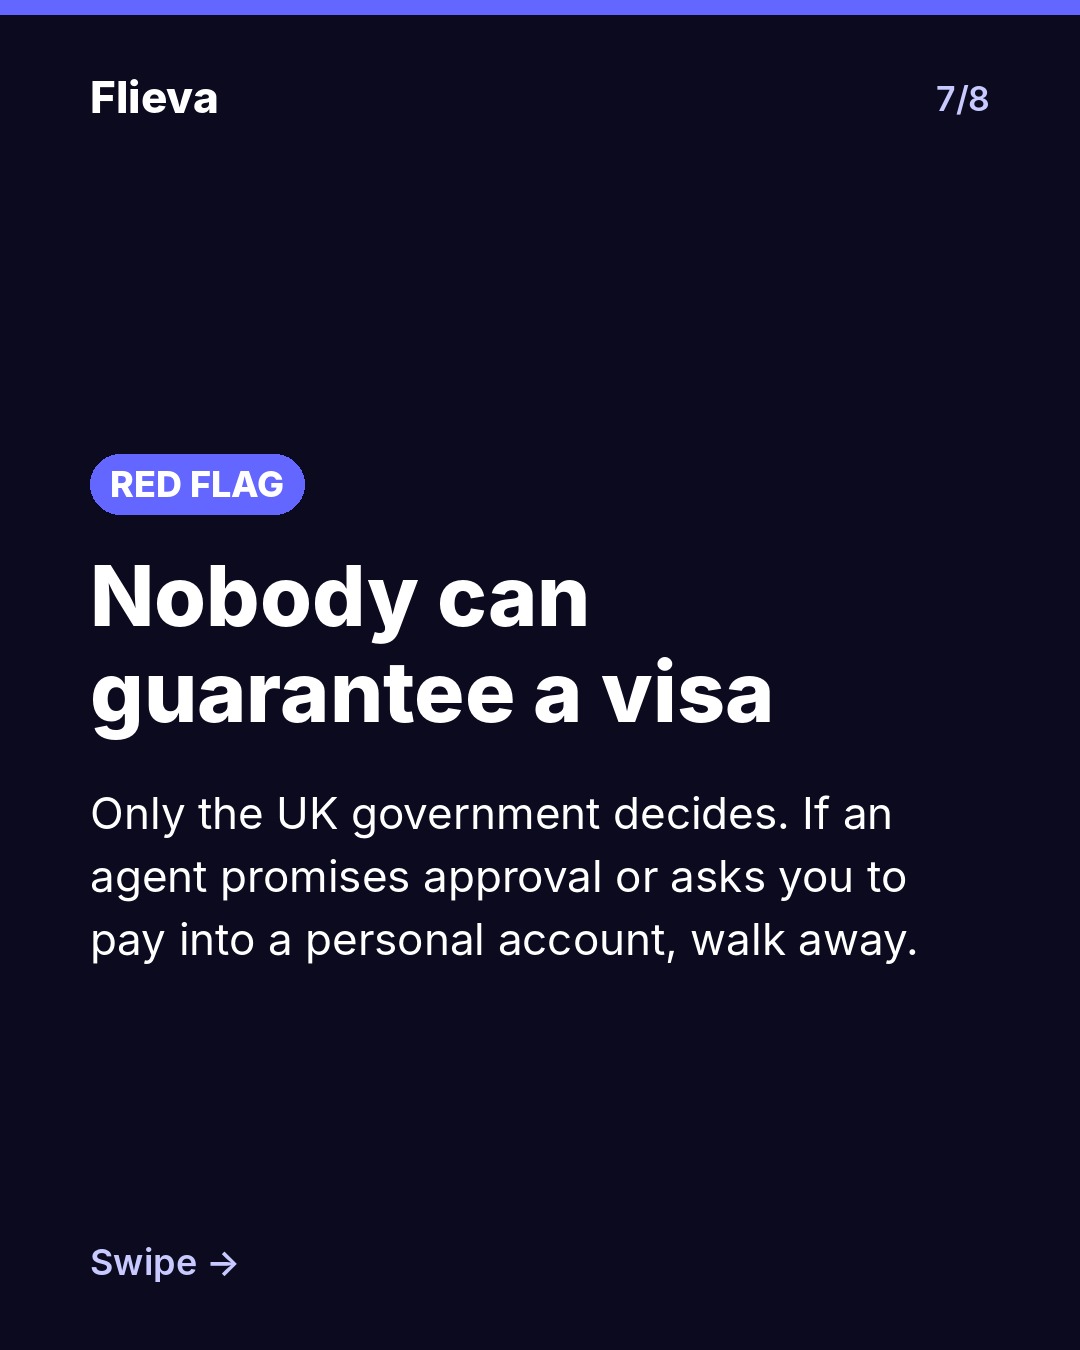 Flieva
7/8
RED FLAG
Nobody can
guarantee a visa
Only the UK government decides. If an
agent promises approval or asks you to
pay into a personal account, walk away.
Swipe →